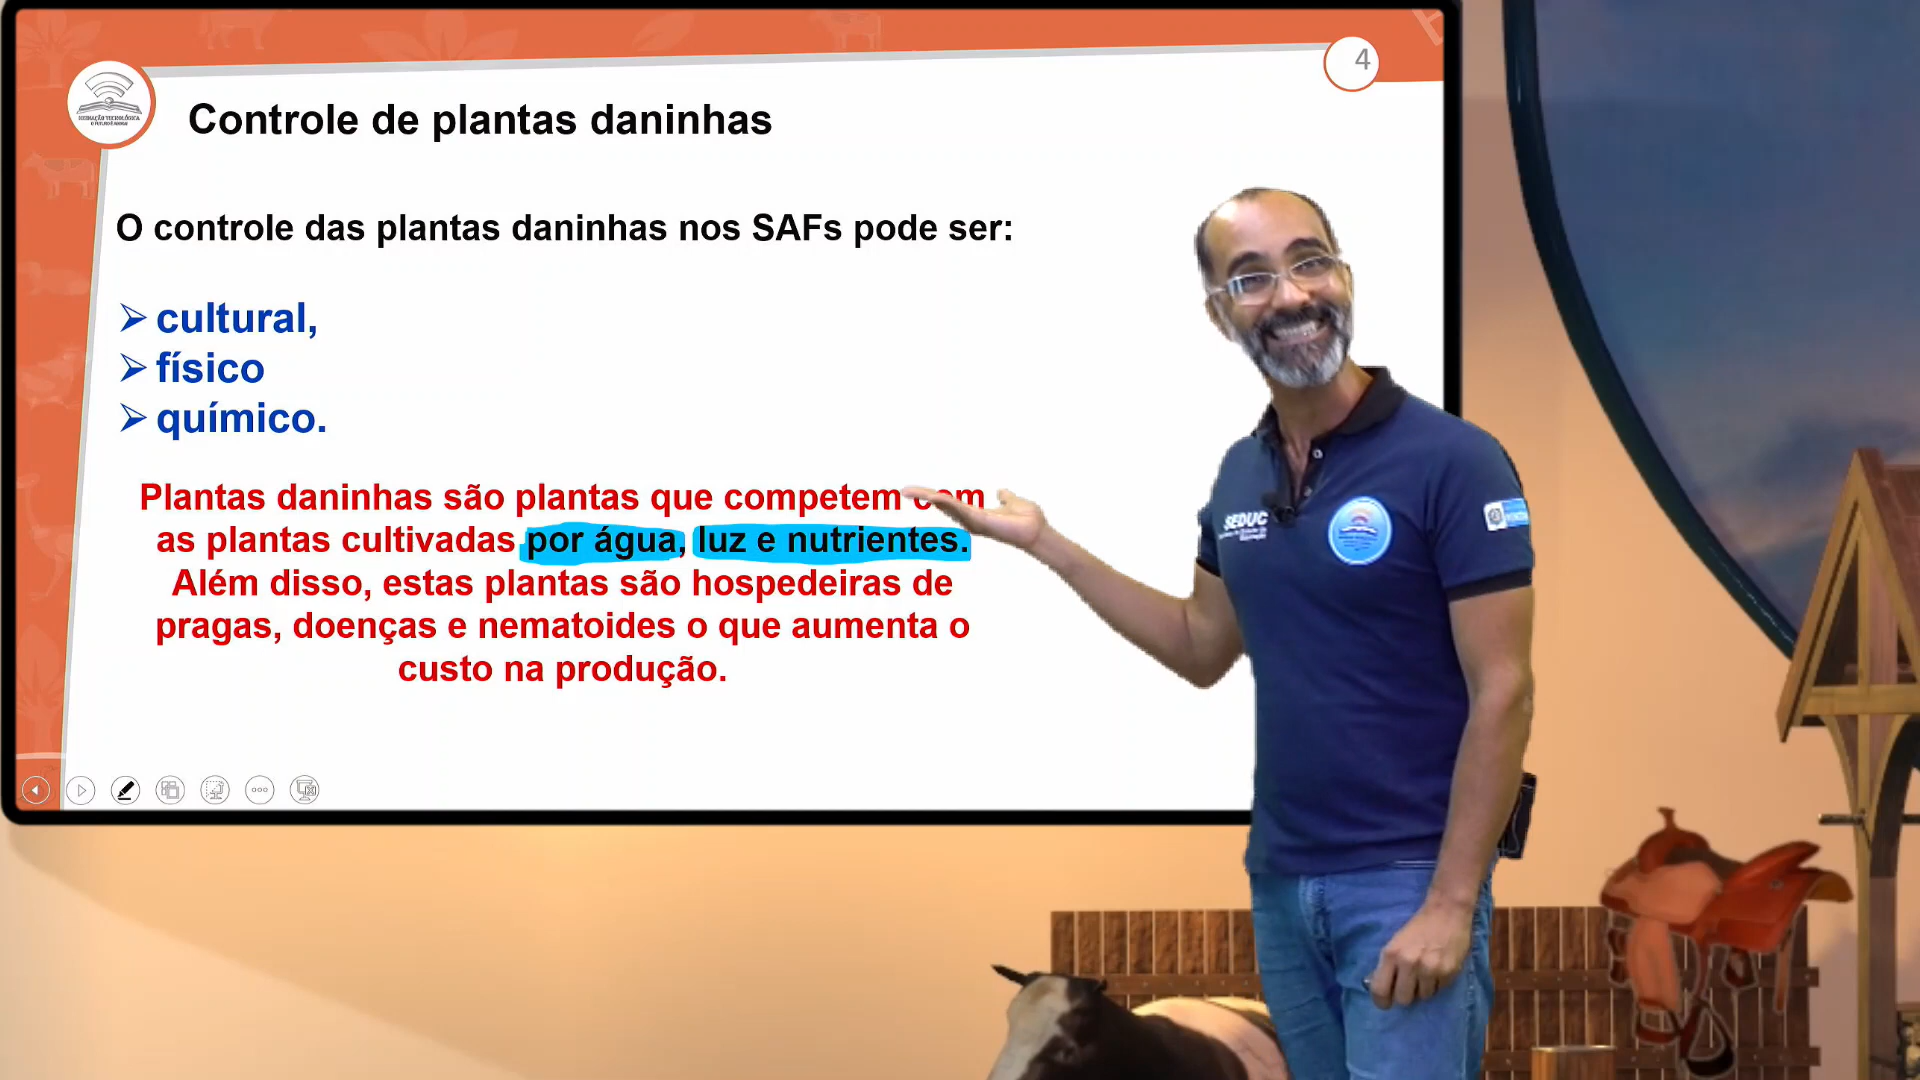 4
Controle de plantas daninhas
O controle das plantas daninhas nos SAFs pode ser:
cultural,
físico
químico.
Plantas daninhas são plantas que competem com
as plantas cultivadas por água, luz e nutrientes.
Além disso, estas plantas são hospedeiras de
pragas, doenças e nematoides o que aumenta o
custo na produção.
SEDUC